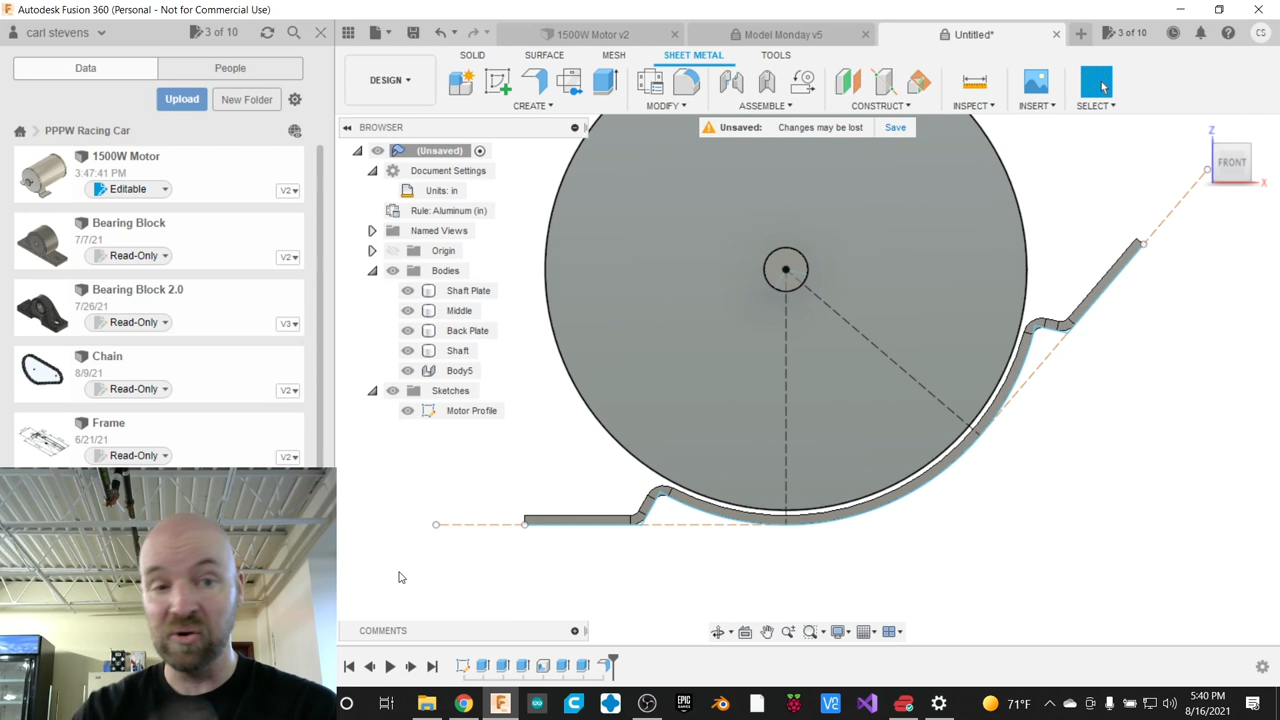 Autodesk Fusion 360 (Personal - Not for Commercial Use)
carl stevens
3 of 10
1500W Motor v2
Model Monday v5
Untitled*
3 of 10
CS
Data
People
Upload
New Folder
PPPW Racing Car
1500W Motor
3:47:41 PM
Editable
V2
Bearing Block
7/7/21
Read-Only
V2
Bearing Block 2.0
7/26/21
Read-Only
V3
Chain
8/9/21
Read-Only
V2
Frame
6/21/21
Read-Only
V2
DESIGN
SOLID
SURFACE
MESH
SHEET METAL
TOOLS
CREATE
MODIFY
ASSEMBLE
CONSTRUCT
INSPECT
INSERT
SELECT
BROWSER
Unsaved: Changes may be lost Save
(Unsaved)
Document Settings
Units: in
Rule: Aluminum (in)
Named Views
Origin
Bodies
Shaft Plate
Middle
Back Plate
Shaft
Body5
Sketches
Motor Profile
Z
FRONT
X
COMMENTS
71°F
5:40 PM
8/16/2021